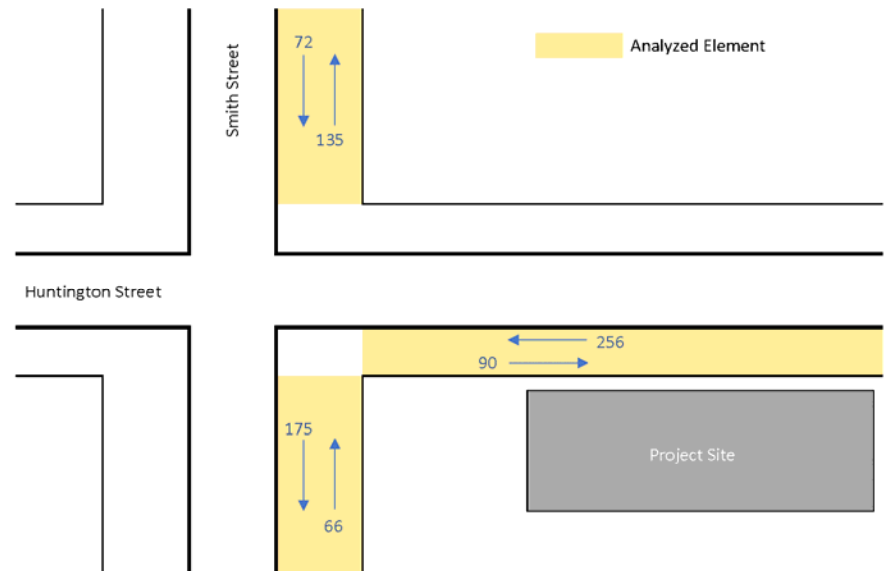 72
135
Smith Street
Analyzed Element
Huntington Street
256
90
175
66
Project Site